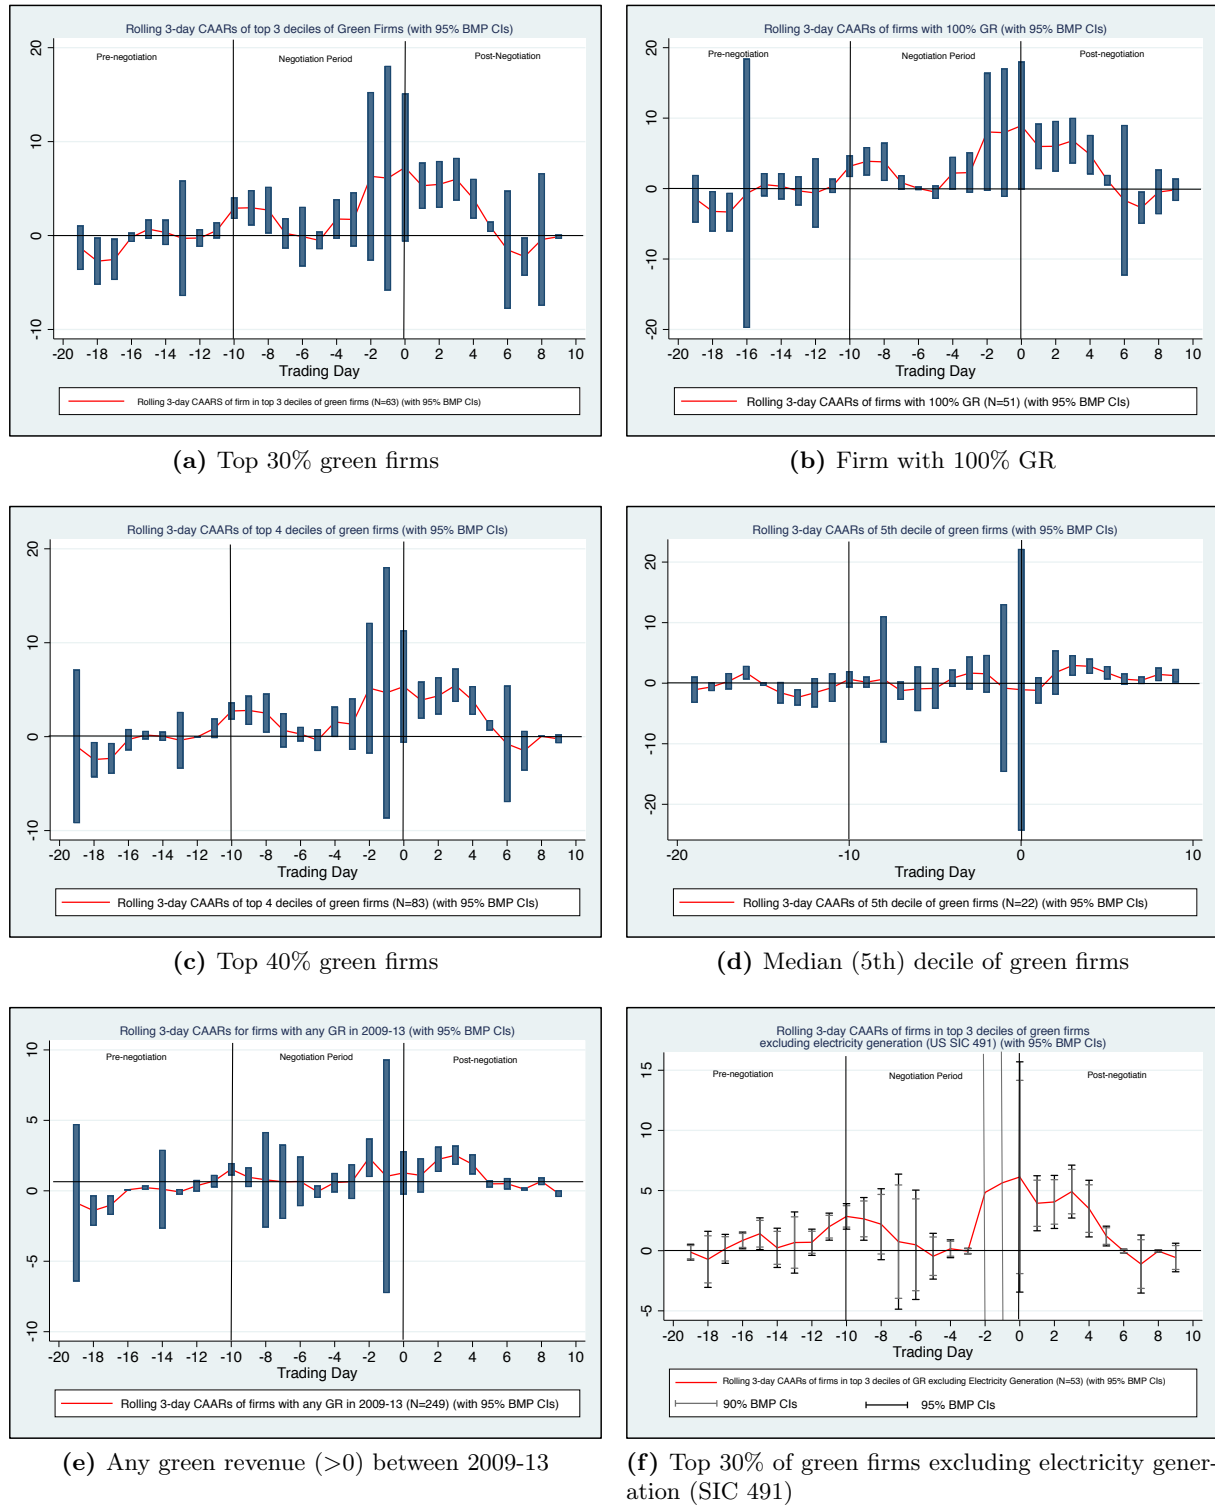 Rolling 3-day CAARs of top 3 deciles of Green Firms (with 95% BMP CIs)
Pre-negotiation
Negotiation Period
Post-Negotiation
20
10
0
-10
-20 -18 -16 -14 -12 -10 -8 -6 -4 -2 0 2 4 6 8 10
Trading Day
Rolling 3-day CAARS of firm in top 3 deciles of green firms (N=63) (with 95% BMP CIs)
(a) Top 30% green firms
Rolling 3-day CAARs of firms with 100% GR (with 95% BMP CIs)
Pre-negotiation
Negotiation Period
Post-negotiation
20
10
0
-10
-20
-20 -18 -16 -14 -12 -10 -8 -6 -4 -2 0 2 4 6 8 10
Trading Day
Rolling 3-day CAARs of firms with 100% GR (N=51) (with 95% BMP CIs)
(b) Firm with 100% GR
Rolling 3-day CAARs of top 4 deciles of green firms (with 95% BMP CIs)
20
10
0
-10
-20 -18 -16 -14 -12 -10 -8 -6 -4 -2 0 2 4 6 8 10
Trading Day
Rolling 3-day CAARs of top 4 deciles of green firms (N=83) (with 95% BMP CIs)
(c) Top 40% green firms
Rolling 3-day CAARs of 5th decile of green firms (with 95% BMP CIs)
20
10
0
-10
-20
-20 -10 0 10
Trading Day
Rolling 3-day CAARs of 5th decile of green firms (N=22) (with 95% BMP CIs)
(d) Median (5th) decile of green firms
Rolling 3-day CAARs for firms with any GR in 2009-13 (with 95% BMP CIs)
Pre-negotiation
Negotiation Period
Post-negotiation
10
5
0
-5
-10
-20 -18 -16 -14 -12 -10 -8 -6 -4 -2 0 2 4 6 8 10
Trading Day
Rolling 3-day CAARs of firms with any GR in 2009-13 (N=249) (with 95% BMP CIs)
(e) Any green revenue (>0) between 2009-13
Rolling 3-day CAARs of firms in top 3 deciles of green firms
excluding electricity generation (US SIC 491) (with 95% BMP CIs)
Pre-negotiation
Negotiation Period
Post-negotiatin
15
10
5
0
-5
-20 -18 -16 -14 -12 -10 -8 -6 -4 -2 0 2 4 6 8 10
Trading Day
Rolling 3-day CAARs of firms in top 3 deciles of GR excluding Electricity Generation (N=53) (with 95% BMP CIs)
90% BMP CIs
95% BMP CIs
(f) Top 30% of green firms excluding electricity gener-
ation (SIC 491)